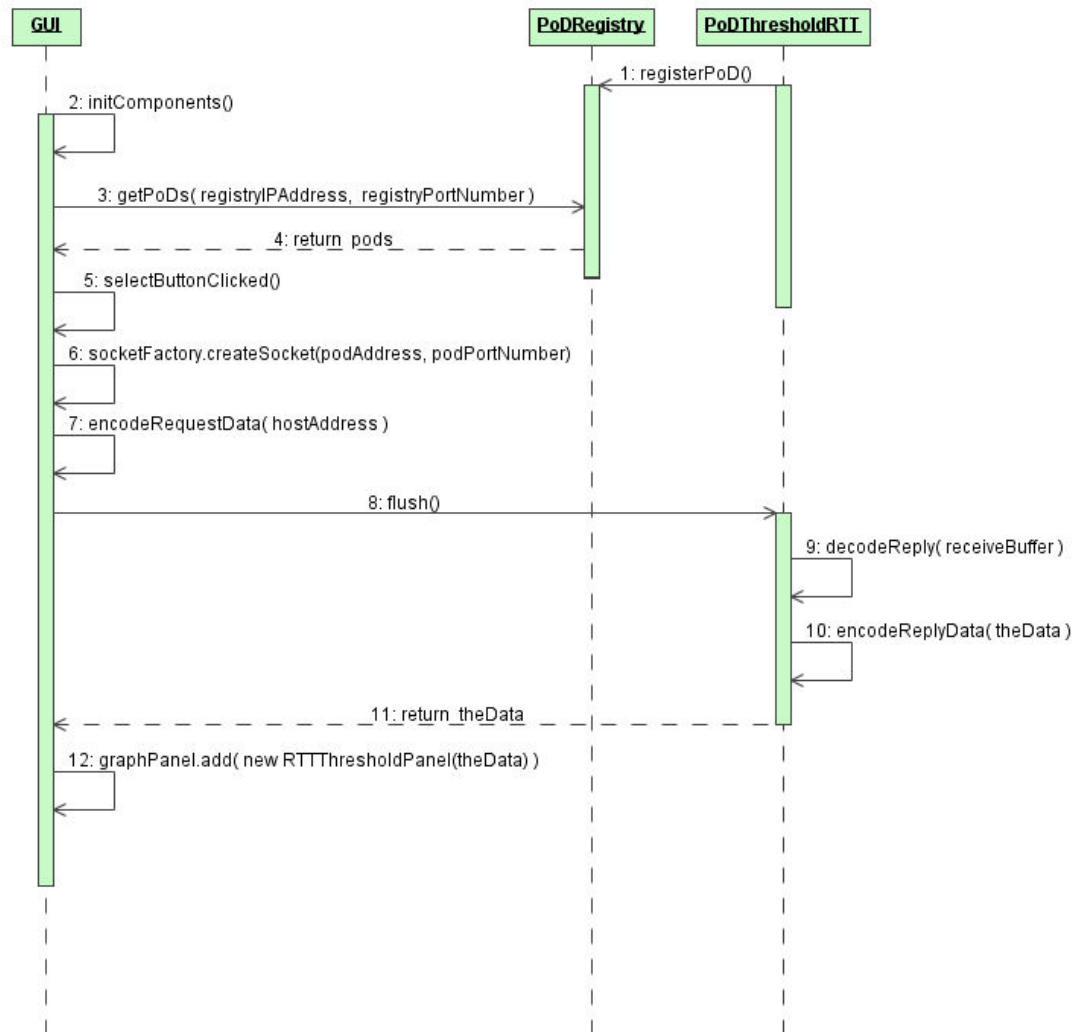 GUI
PoDRegistry
PoDThresholdRTT
1: registerPoD()
2: initComponents()
3: getPoDs( registryIPAddress, registryPortNumber )
4: return pods
5: selectButtonClicked()
6: socketFactory.createSocket(podAddress, podPortNumber)
7: encodeRequestData( hostAddress )
8: flush()
9: decodeReply( receiveBuffer )
10: encodeReplyData( theData )
11: return theData
12: graphPanel.add( new RTTThresholdPanel(theData) )